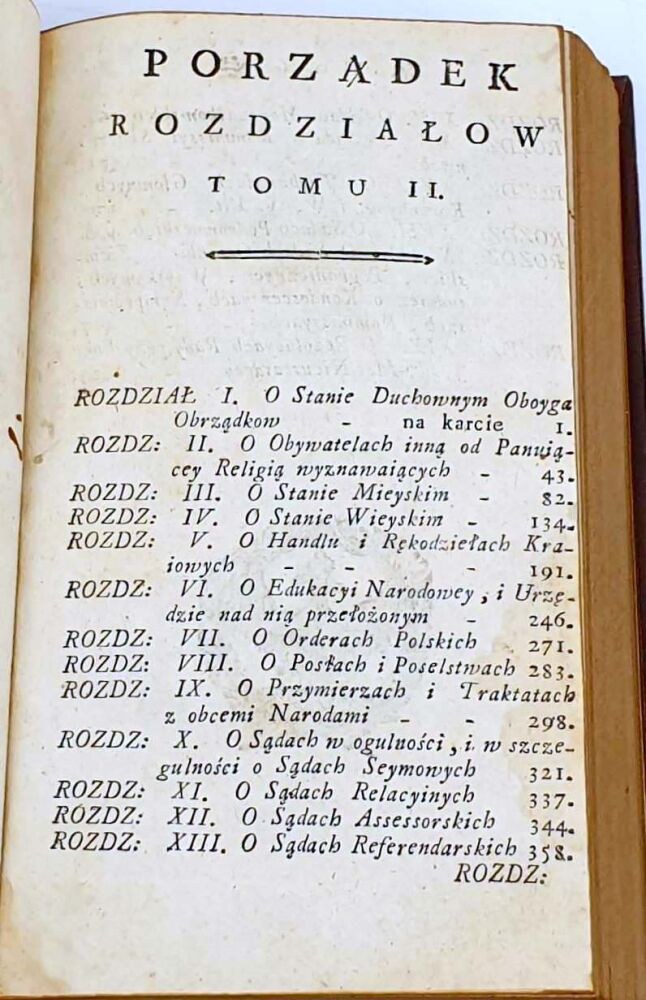 PORZĄDEK
ROZDZIAŁOW
TOMU II.
ROZDZIAŁ I. O Stanie Duchownym Oboyga
Obrządkow - na karcie 1.
ROZDZ: II. O Obywatelach inną od Panuią-
cey Religią wyznawaiących - 43.
ROZDZ: III. O Stanie Mieyskim - 82.
ROZDZ: IV. O Stanie Wieyskim - 134.
ROZDZ: V. O Handlu i Rękodziełach Kra-
iowych - - - 191.
ROZDZ: VI. O Edukacyi Narodowey, i Urzę-
dzie nad nią przełożonym - 246.
ROZDZ: VII. O Orderach Polskich 271.
ROZDZ: VIII. O Posłach i Poselstwach 283.
ROZDZ: IX. O Przymierzach i Traktatach
z obcemi Narodami - - 298.
ROZDZ: X. O Sądach w ogulności, i w szcze-
gulności o Sądach Seymowych 321.
ROZDZ: XI. O Sądach Relacyinych 337.
ROZDZ: XII. O Sądach Assessorskich 344.
ROZDZ: XIII. O Sądach Referendarskich 358.
ROZDZ: